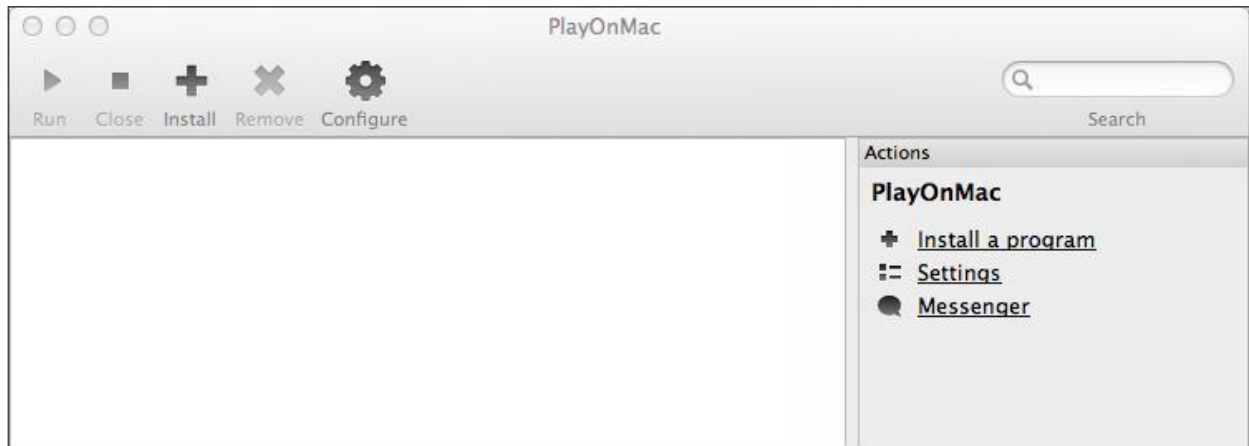 PlayOnMac
Run Close Install Remove Configure
Search
Actions
PlayOnMac
Install a program
Settings
Messenger